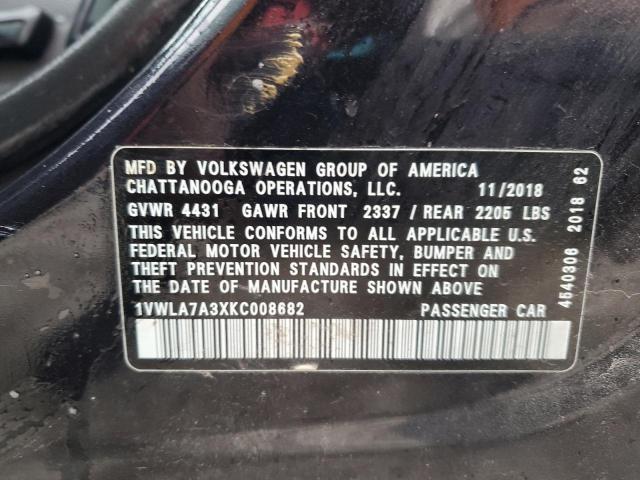 MFD BY VOLKSWAGEN GROUP OF AMERICA
CHATTANOOGA OPERATIONS, LLC. 11/2018
GVWR 4431 GAWR FRONT 2337 / REAR 2205 LBS
THIS VEHICLE CONFORMS TO ALL APPLICABLE U.S.
FEDERAL MOTOR VEHICLE SAFETY, BUMPER AND
THEFT PREVENTION STANDARDS IN EFFECT ON
THE DATE OF MANUFACTURE SHOWN ABOVE
1VWLA7A3XKC008682 PASSENGER CAR
4540306 2018 62